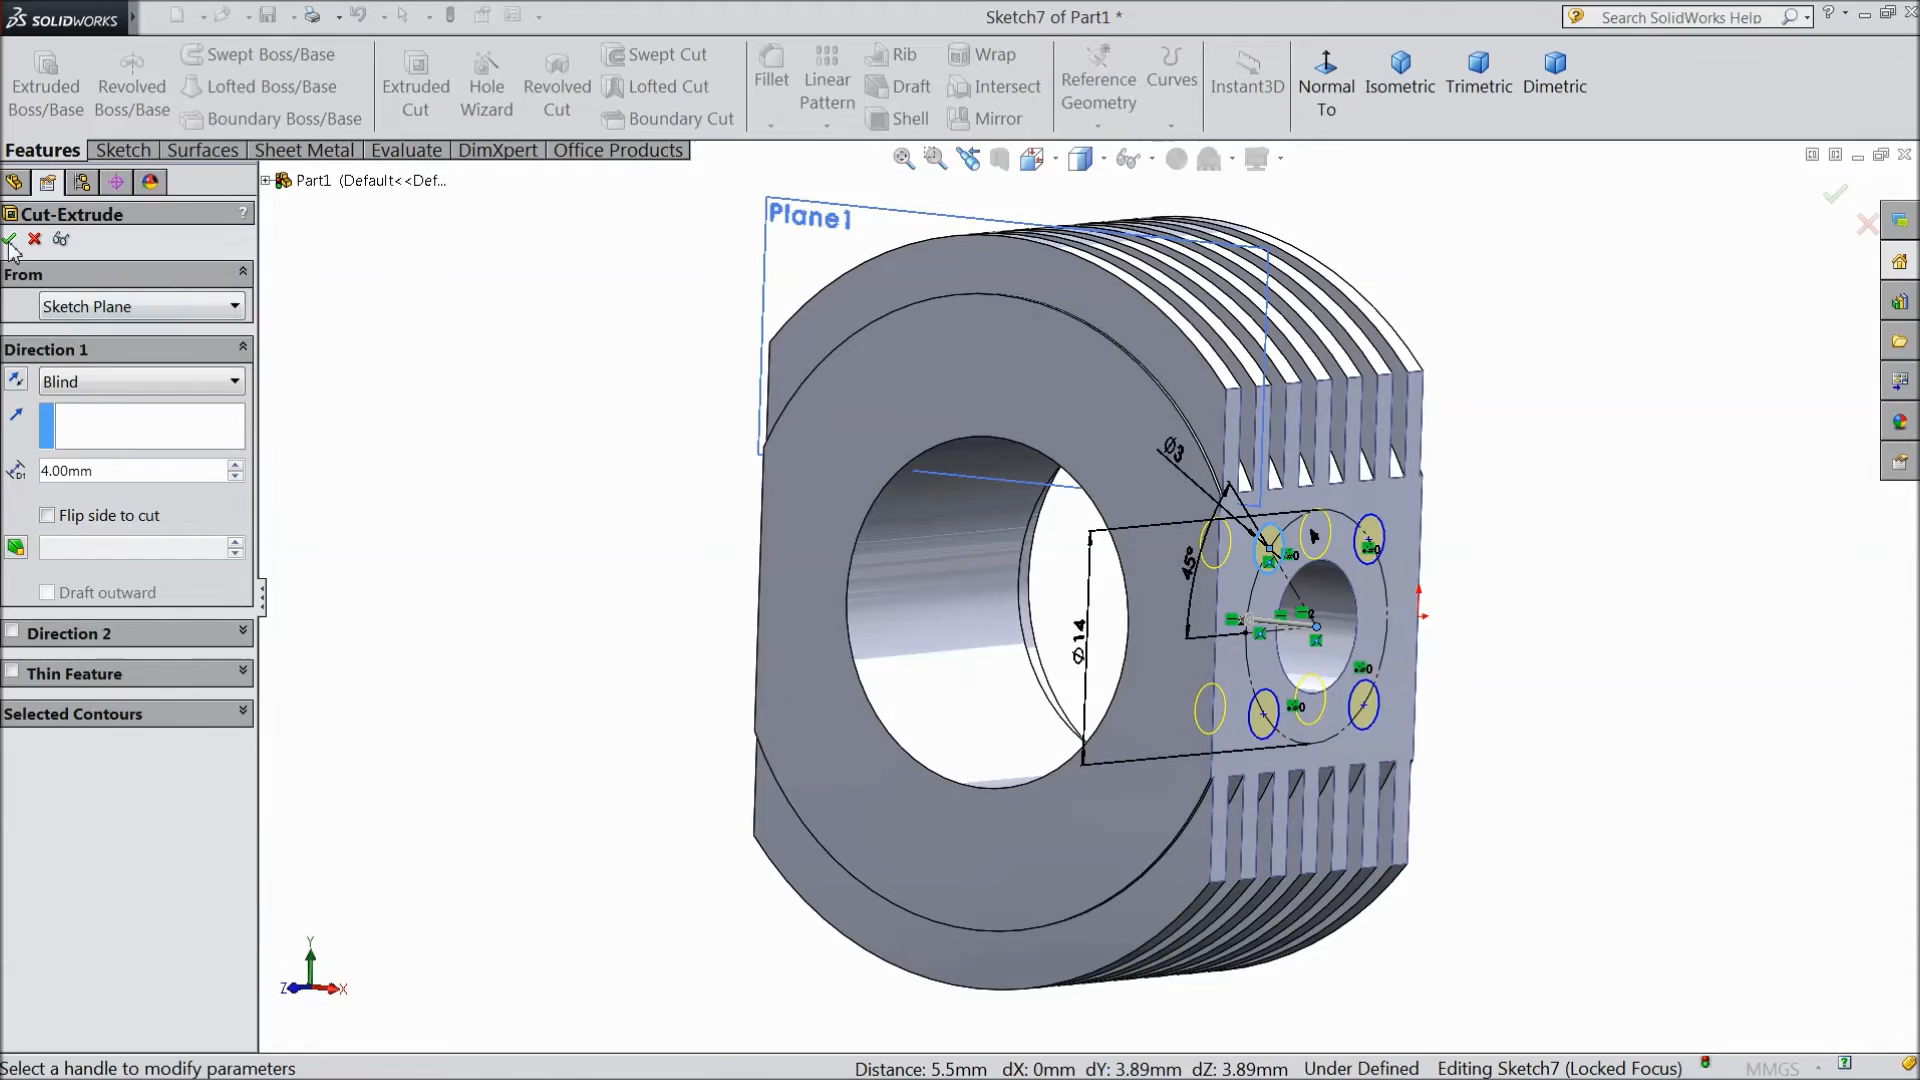 SOLIDWORKS
Sketch7 of Part1 *
Search SolidWorks Help
?
Extruded
Boss/Base
Revolved
Boss/Base
Swept Boss/Base
Lofted Boss/Base
Boundary Boss/Base
Extruded
Cut
Hole
Wizard
Revolved
Cut
Swept Cut
Lofted Cut
Boundary Cut
Fillet
Linear
Pattern
Rib
Draft
Shell
Wrap
Intersect
Mirror
Reference
Geometry
Curves
Instant3D
Normal
To
Isometric
Trimetric
Dimetric
Features
Sketch
Surfaces
Sheet Metal
Evaluate
DimXpert
Office Products
Part1 (Default<<Def...
Cut-Extrude
?
From
Sketch Plane
Direction 1
Blind
D1
4.00mm
Flip side to cut
Draft outward
Direction 2
Thin Feature
Selected Contours
Plane1
Ø3
45°
Ø14
Y
Z
X
Select a handle to modify parameters
Distance: 5.5mm dX: 0mm dY: 3.89mm dZ: 3.89mm Under Defined Editing Sketch7 (Locked Focus) MMGS